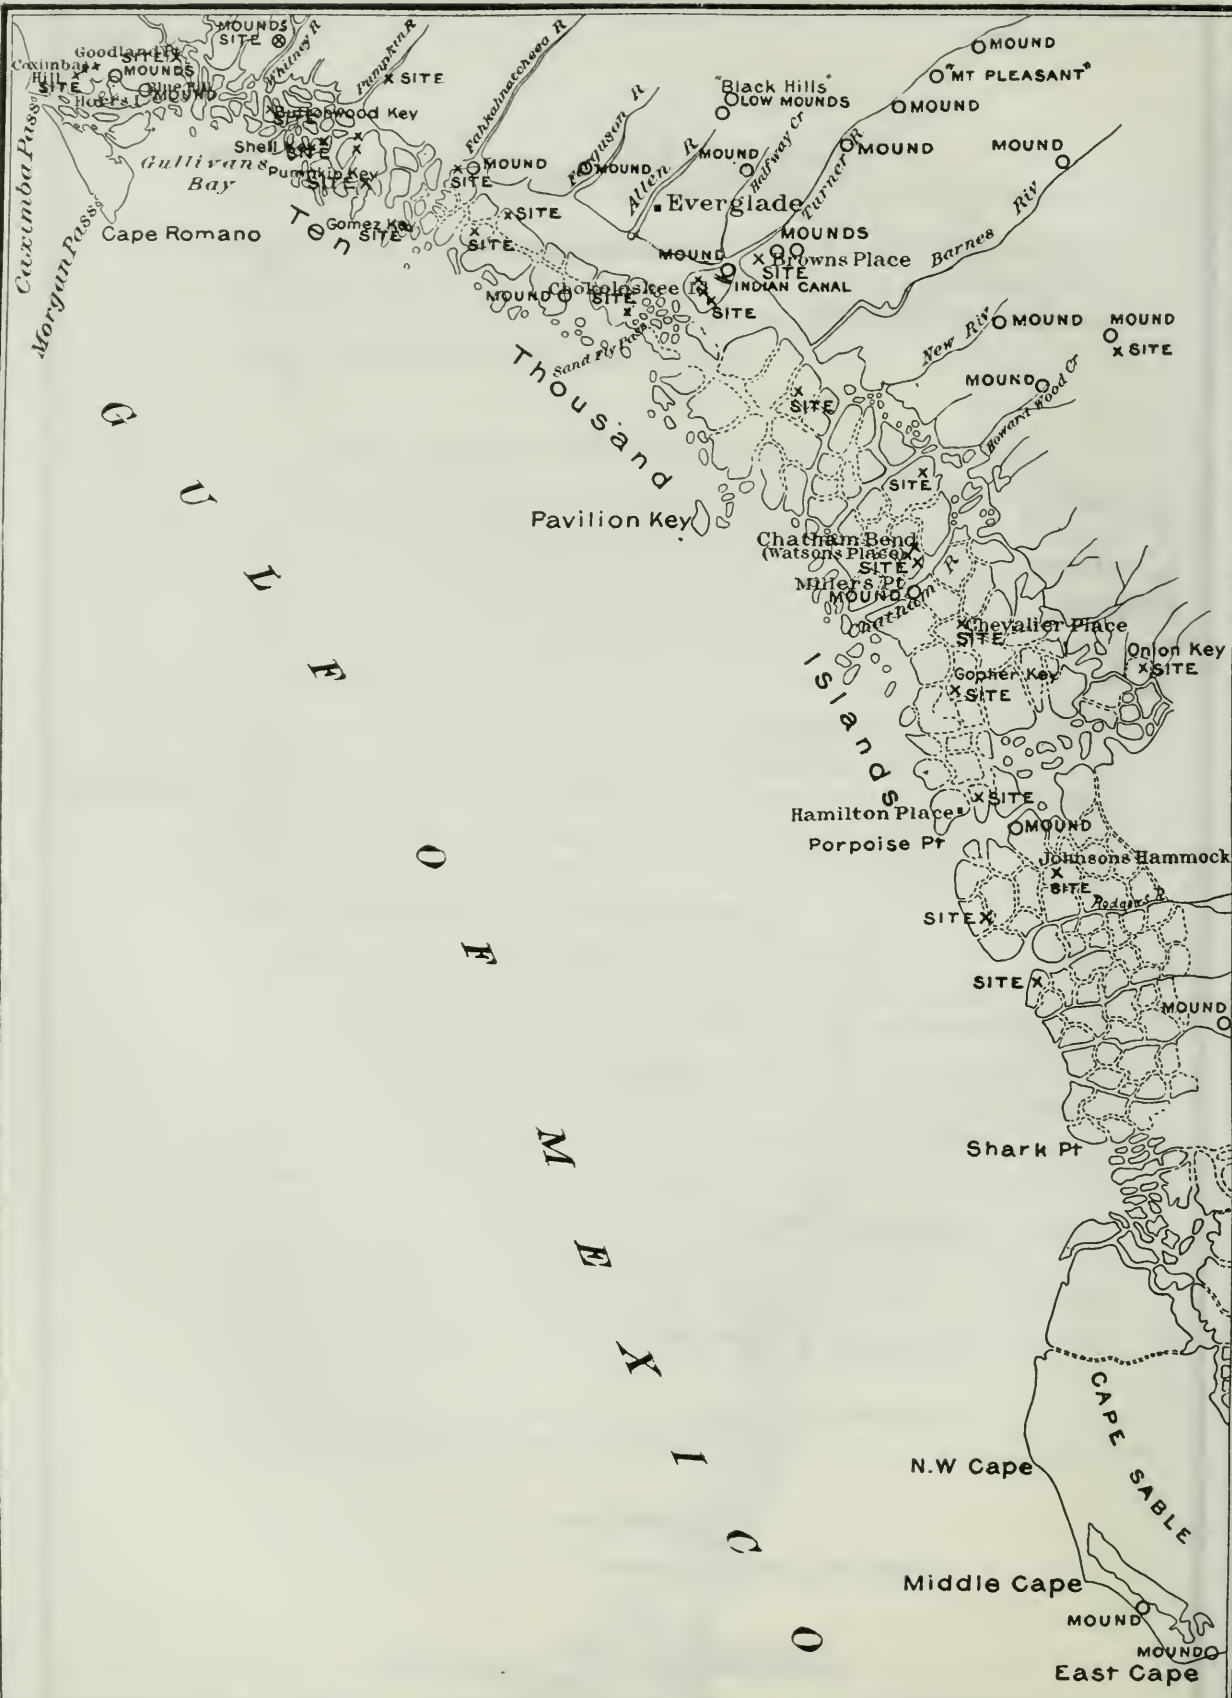 MOUNDS
SITE
Whitney R
Pumpkin R
SITE
Fahkahnatcheea R
Goodland Pt
SITE
Caximbas
Hill
SITE
MOUNDS
MOUND
Buttonwood Key
SITE
Shell Key
SITE
Pumpkin Key
SITE
Gullivans
Bay
Gomez Key
SITE
Caxumba Pass
Morgan Pass
Cape Romano
Ten
Thousand
Islands
MOUND
SITE
SITE
SITE
Ferguson R
MOUND
Allen R
"Black Hills"
LOW MOUNDS
MOUND
Halfway Cr
Turner R
MOUND
MOUND
"MT PLEASANT"
MOUND
MOUND
Barnes Riv
Everglade
MOUNDS
Browns Place
SITE
MOUND
INDIAN CANAL
Chokoloskee
SITE
SITE
MOUND
Sand Fly Pass
New Riv
MOUND
MOUND
SITE
MOUND
Howard Wood Cr
SITE
SITE
Pavilion Key
Chatham Bend
(Watsons Place)
SITE
Millers Pt
MOUND
Chatham R
Chevalier Place
SITE
Onion Key
SITE
Gopher Key
SITE
SITE
Hamilton Place
Porpoise Pt
MOUND
Johnsons Hammock
SITE
Rodgers R
SITE
SITE
MOUND
Shark Pt
GULF OF MEXICO
CAPE SABLE
N.W Cape
Middle Cape
MOUND
MOUND
East Cape